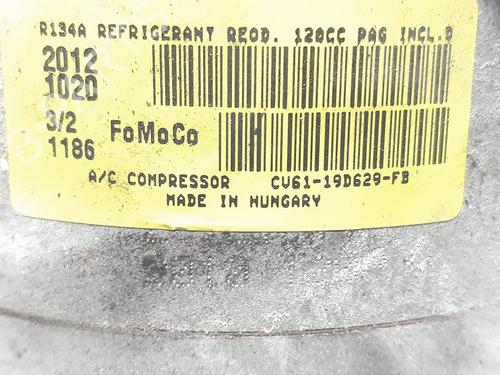 R134A REFRIGERANT REQD. 120CC PAG INCL.D
2012
1020
3/2 FoMoCo
1186
A/C COMPRESSOR CV61-19D629-FB
MADE IN HUNGARY